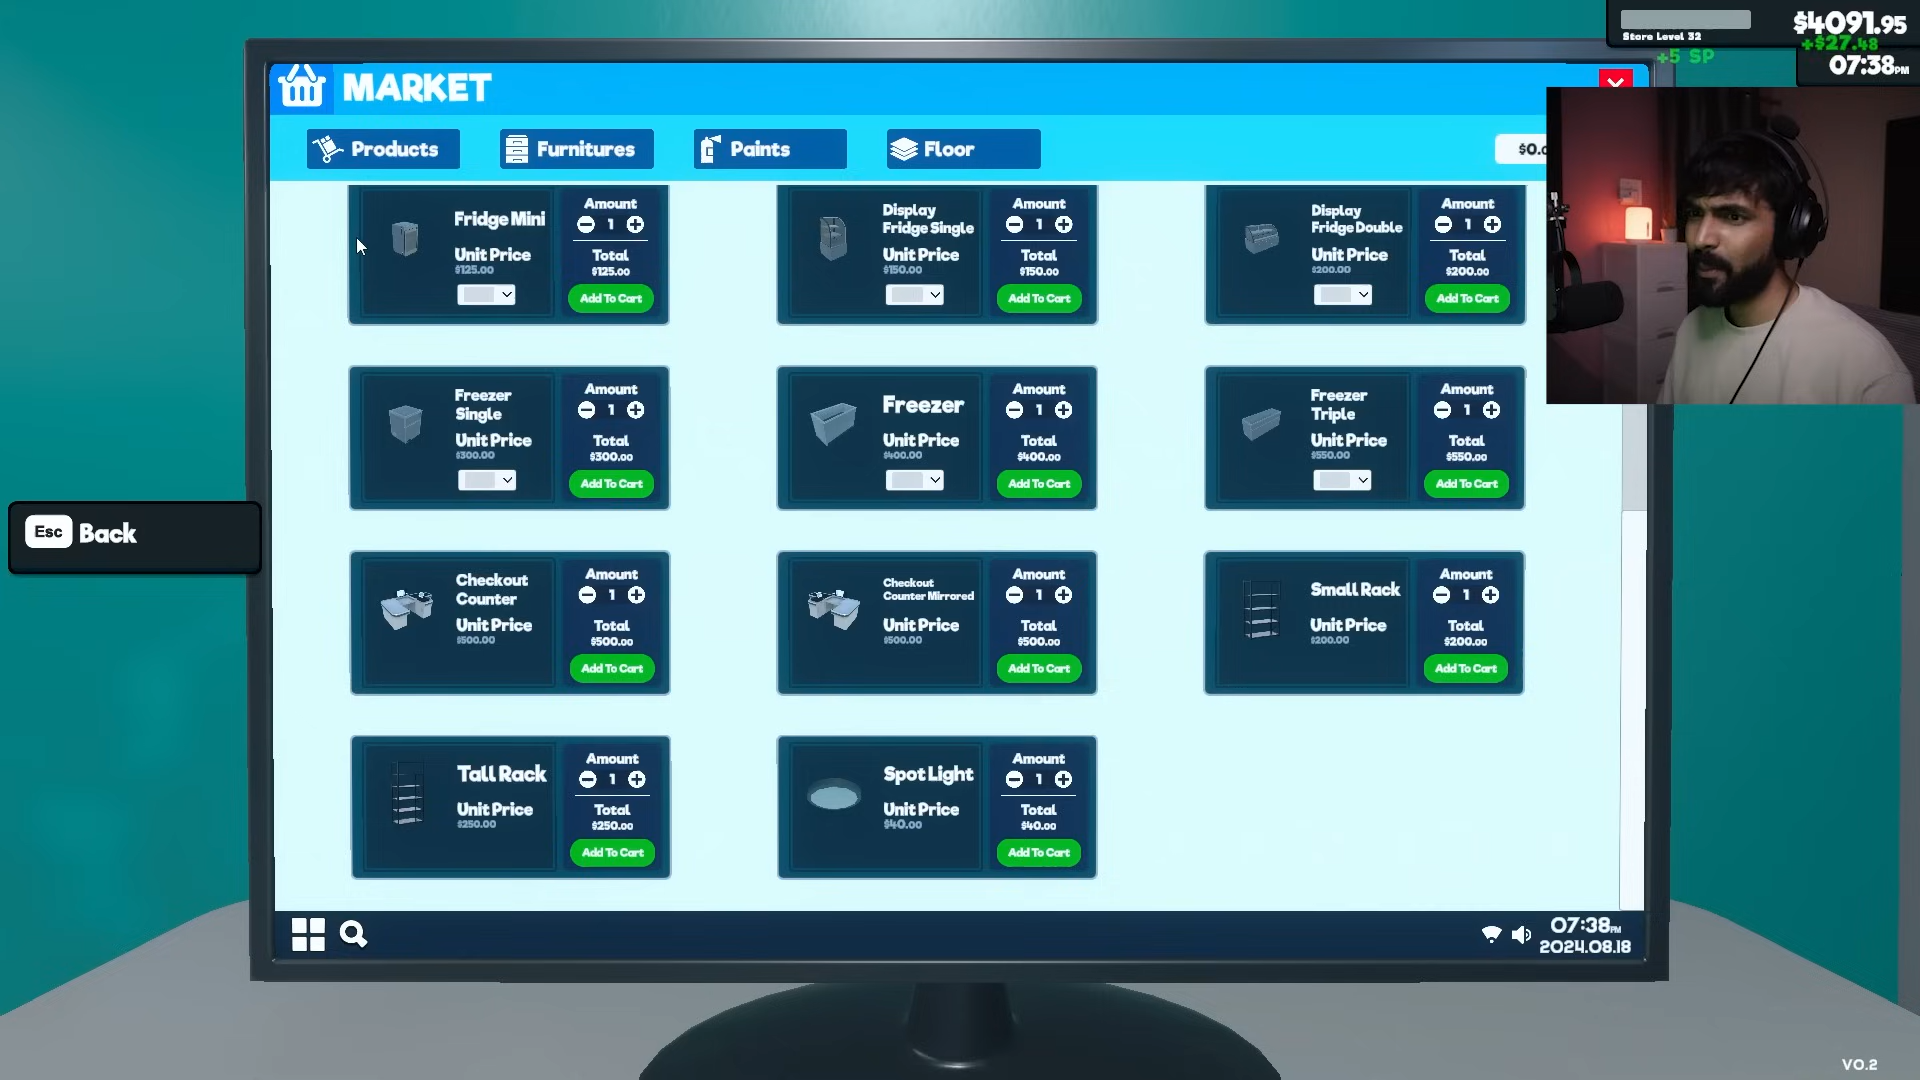 $4091.95
Store Level 32
+$27.48
+5 SP
07:38PM
MARKET
Products
Furnitures
Paints
Floor
Fridge Mini
Unit Price
$125.00
Amount
1
Total
$125.00
Add To Cart
Display
Fridge Single
Unit Price
$150.00
Amount
1
Total
$150.00
Add To Cart
Display
Fridge Double
Unit Price
$200.00
Amount
1
Total
$200.00
Add To Cart
Freezer
Single
Unit Price
$300.00
Amount
1
Total
$300.00
Add To Cart
Freezer
Unit Price
$400.00
Amount
1
Total
$400.00
Add To Cart
Freezer
Triple
Unit Price
$550.00
Amount
1
Total
$550.00
Add To Cart
Esc Back
Checkout
Counter
Unit Price
$500.00
Amount
1
Total
$500.00
Add To Cart
Checkout
Counter Mirrored
Unit Price
$500.00
Amount
1
Total
$500.00
Add To Cart
Small Rack
Unit Price
$200.00
Amount
1
Total
$200.00
Add To Cart
Tall Rack
Unit Price
$250.00
Amount
1
Total
$250.00
Add To Cart
Spot Light
Unit Price
$40.00
Amount
1
Total
$40.00
Add To Cart
07:38PM
2024.08.18
V0.2